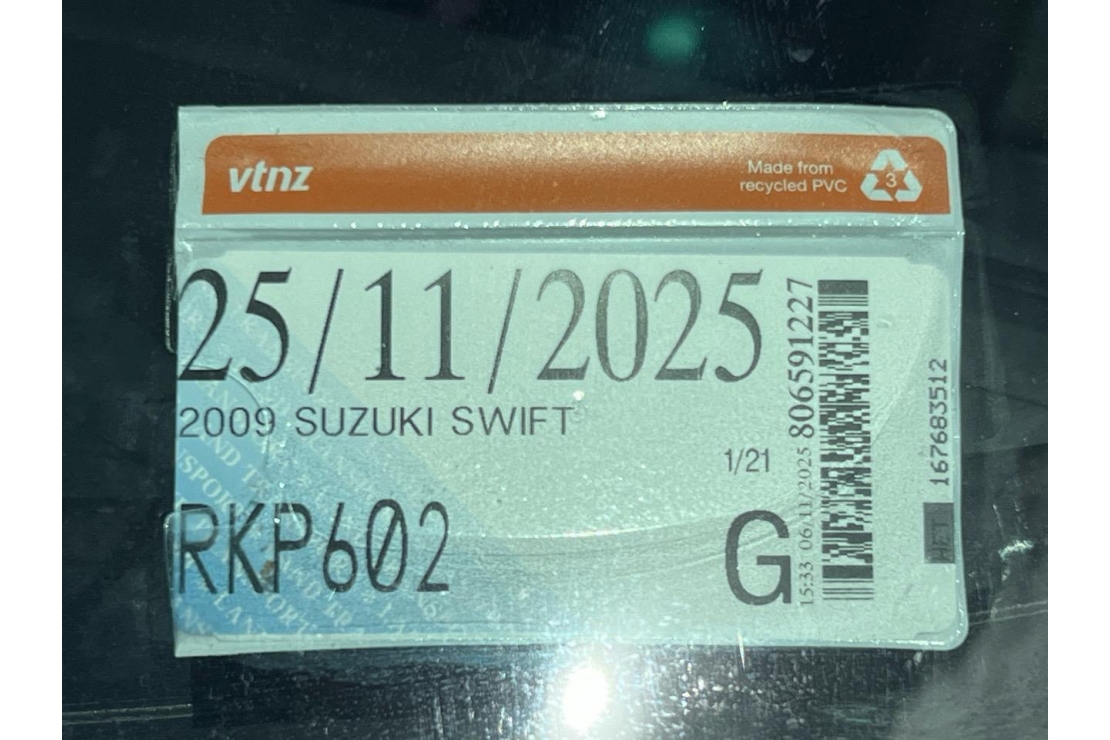 vtnz
Made from
recycled PVC
3
25/11/2025
2009 SUZUKI SWIFT
1/21
RKP602
G
15:33 06/11/2025 806591227
167683512